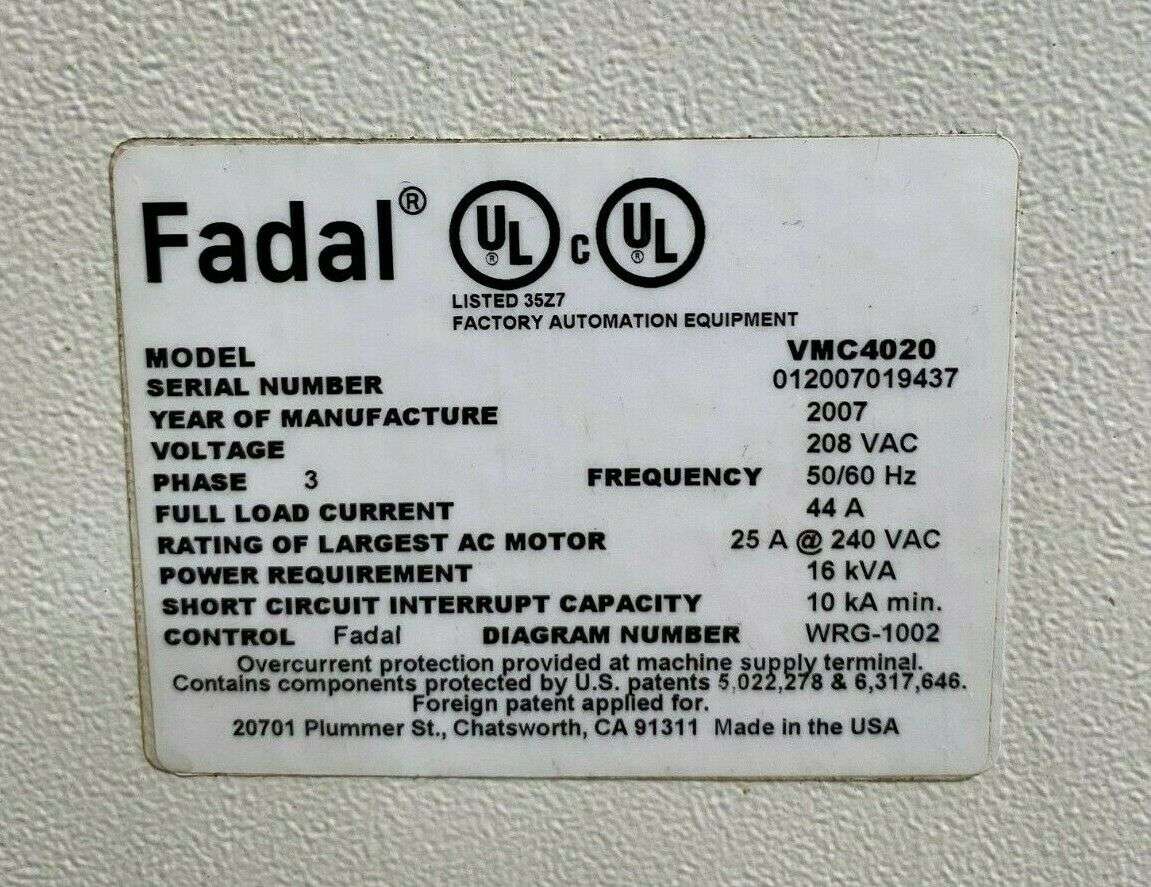 Fadal® UL® c UL®
LISTED 35Z7
FACTORY AUTOMATION EQUIPMENT
MODEL VMC4020
SERIAL NUMBER 012007019437
YEAR OF MANUFACTURE 2007
VOLTAGE 208 VAC
PHASE 3 FREQUENCY 50/60 Hz
FULL LOAD CURRENT 44 A
RATING OF LARGEST AC MOTOR 25 A @ 240 VAC
POWER REQUIREMENT 16 kVA
SHORT CIRCUIT INTERRUPT CAPACITY 10 kA min.
CONTROL Fadal DIAGRAM NUMBER WRG-1002
Overcurrent protection provided at machine supply terminal.
Contains components protected by U.S. patents 5,022,278 & 6,317,646.
Foreign patent applied for.
20701 Plummer St., Chatsworth, CA 91311 Made in the USA